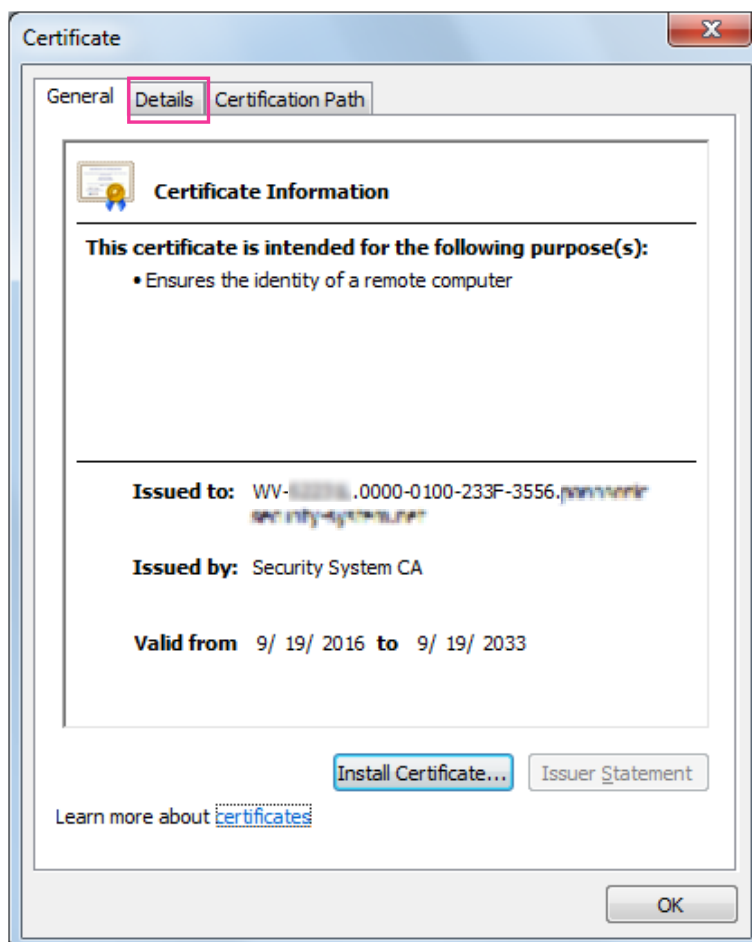 Certificate
General Details Certification Path
Certificate Information
This certificate is intended for the following purpose(s):
• Ensures the identity of a remote computer
Issued to: WV- .0000-0100-233F-3556.
Issued by: Security System CA
Valid from 9/ 19/ 2016 to 9/ 19/ 2033
Install Certificate... Issuer Statement
Learn more about certificates
OK